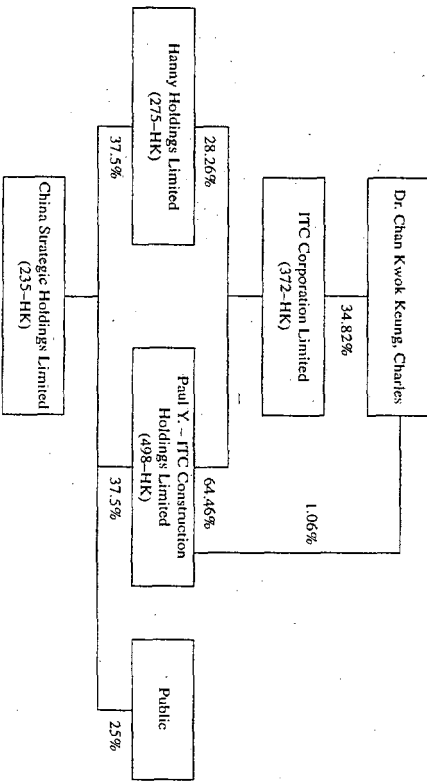 Dr. Chan Kwok Keung, Charles
34.82%
1.06%
ITC Corporation Limited
(372–HK)
28.26%
64.46%
Hanny Holdings Limited
(275–HK)
Paul Y. – ITC Construction
Holdings Limited
(498–HK)
Public
37.5%
37.5%
25%
China Strategic Holdings Limited
(235–HK)